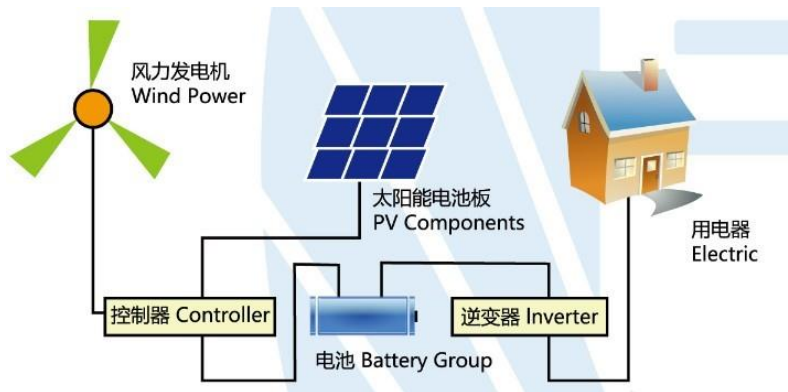 风力发电机
Wind Power
太阳能电池板
PV Components
用电器
Electric
控制器 Controller
逆变器 Inverter
电池 Battery Group